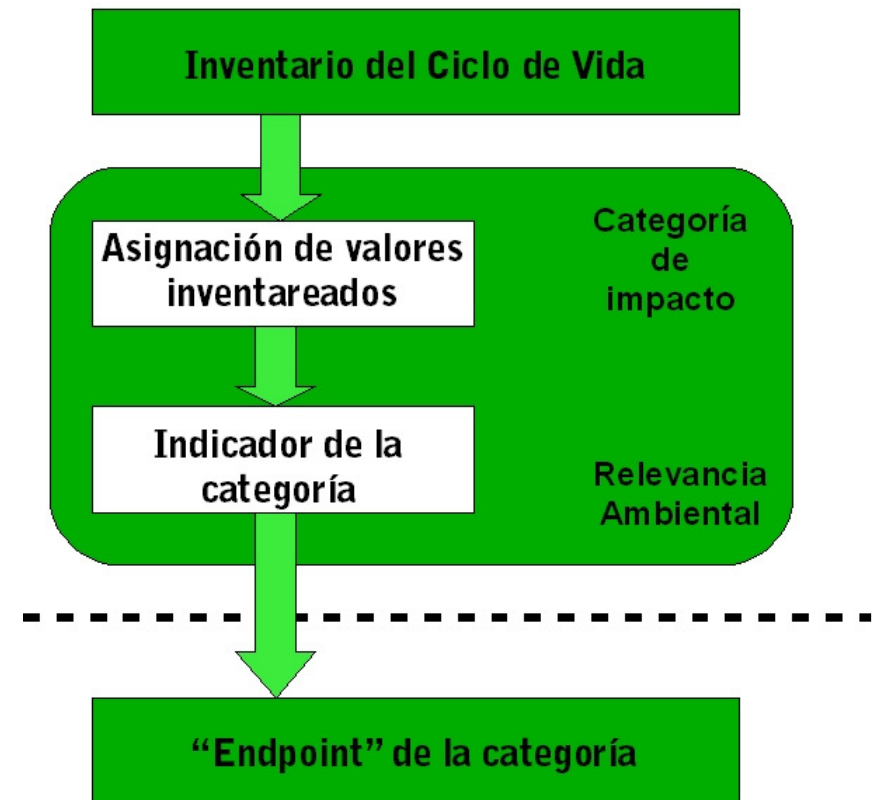 Inventario del Ciclo de Vida
Asignación de valores
inventareados
Categoría
de
impacto
Indicador de la
categoría
Relevancia
Ambiental
“Endpoint” de la categoría